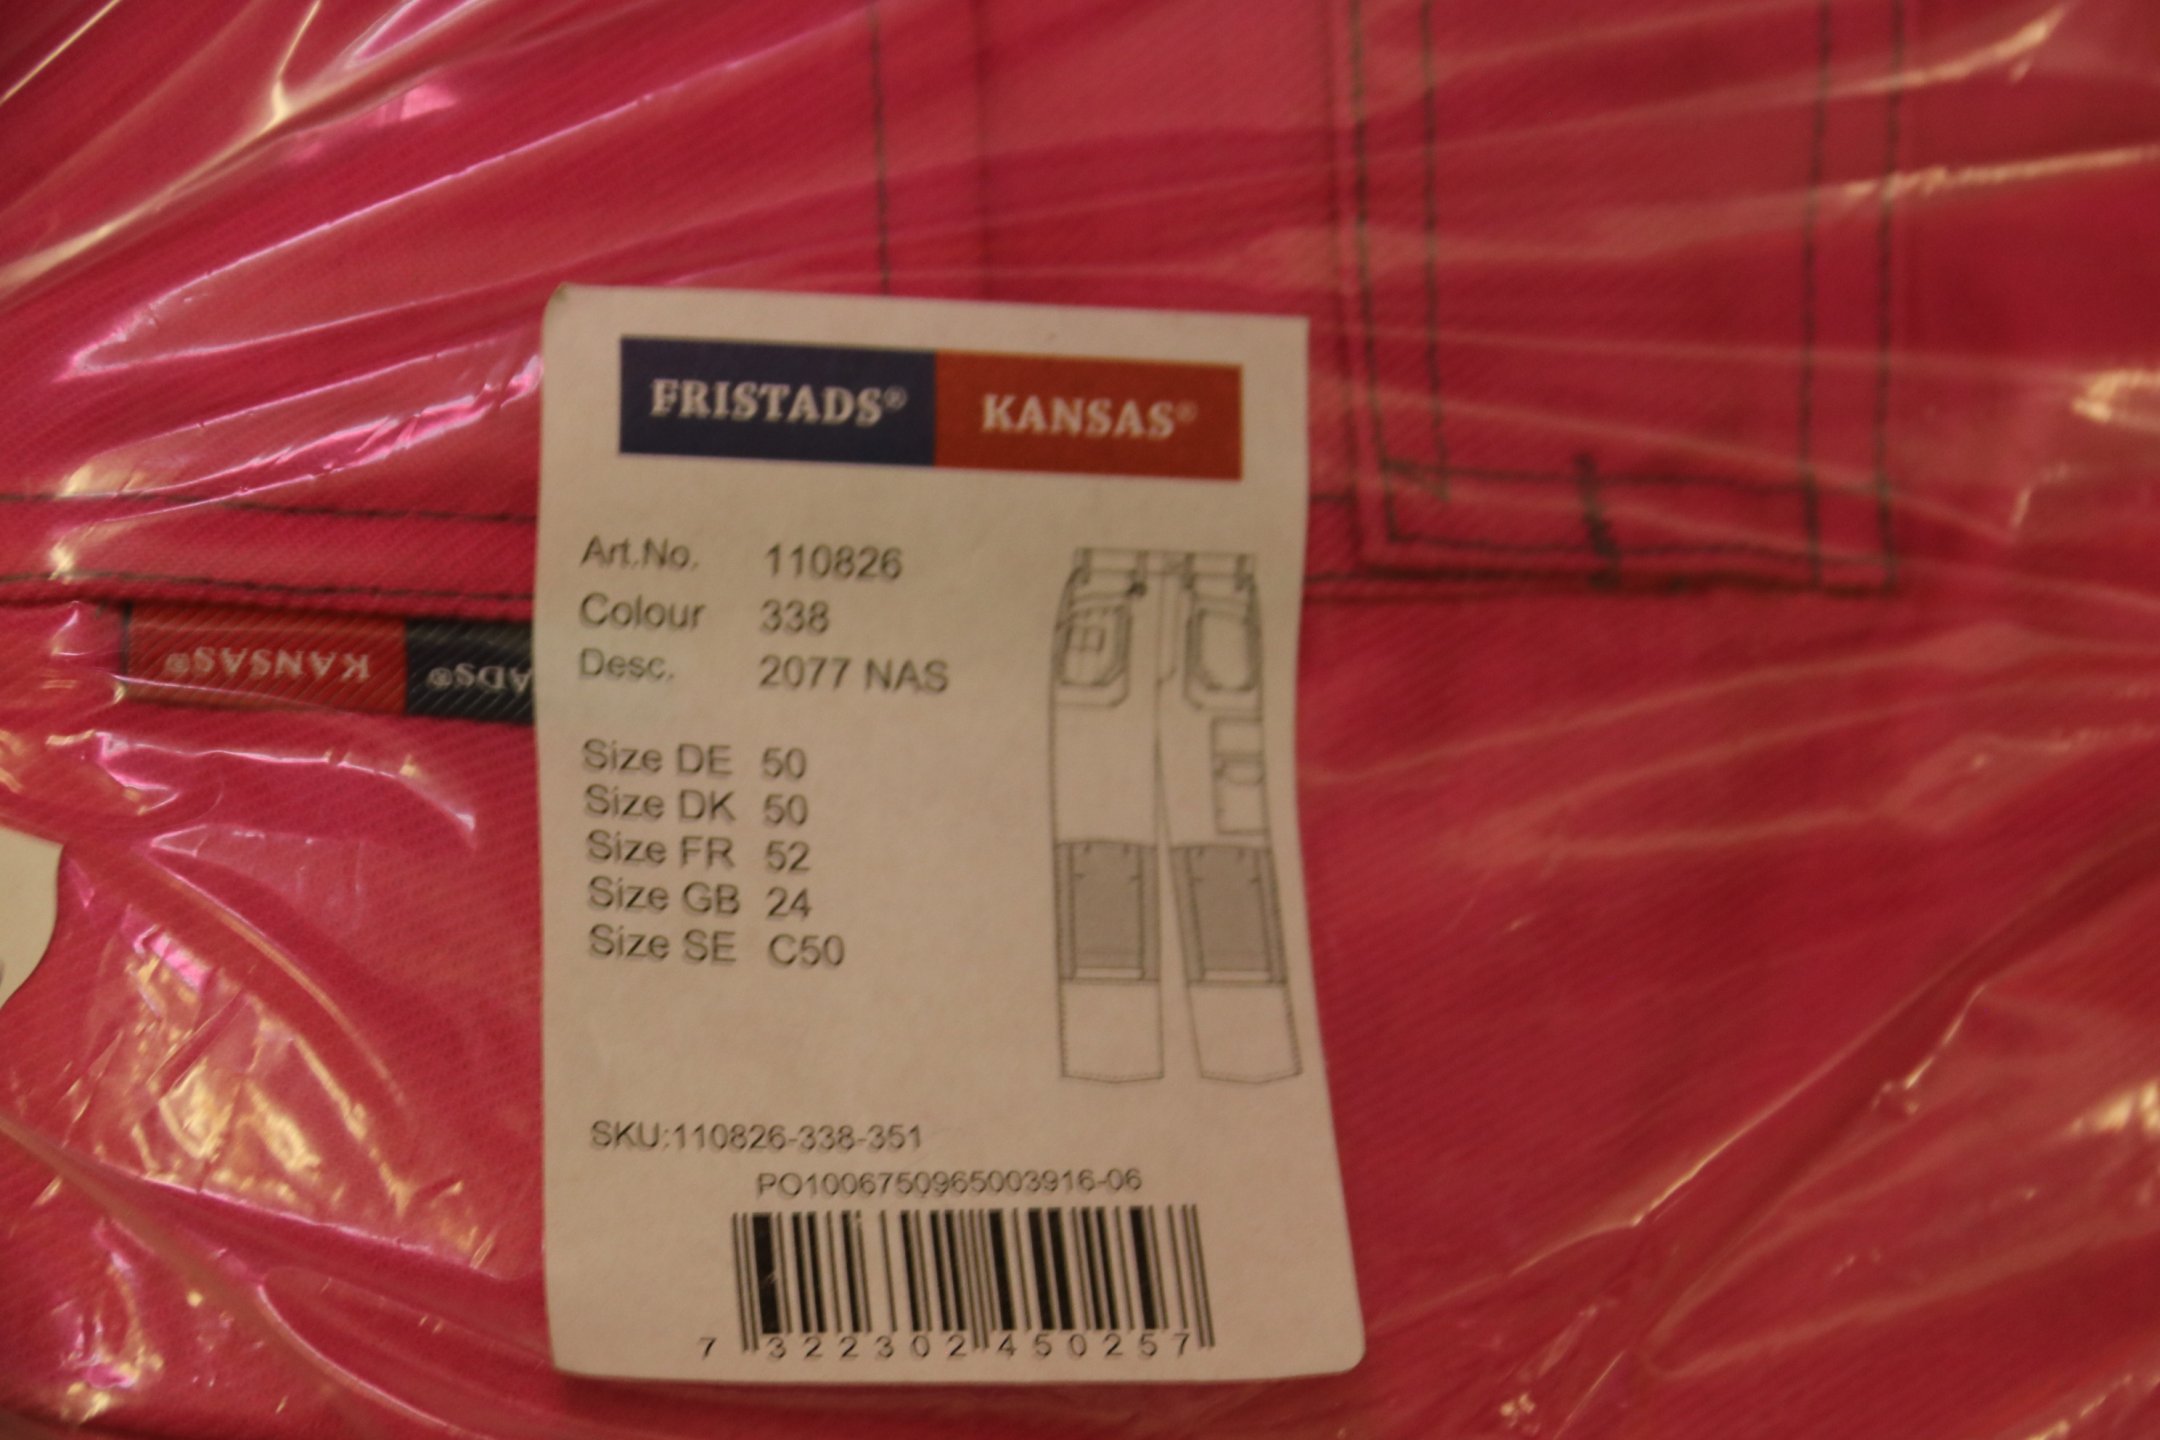 FRISTADS® KANSAS®
Art.No. 110826
Colour 338
Desc. 2077 NAS
KANSAS®
ADS®
Size DE 50
Size DK 50
Size FR 52
Size GB 24
Size SE C50
SKU:110826-338-351
PO1006750965003916-06
7 322302 450257